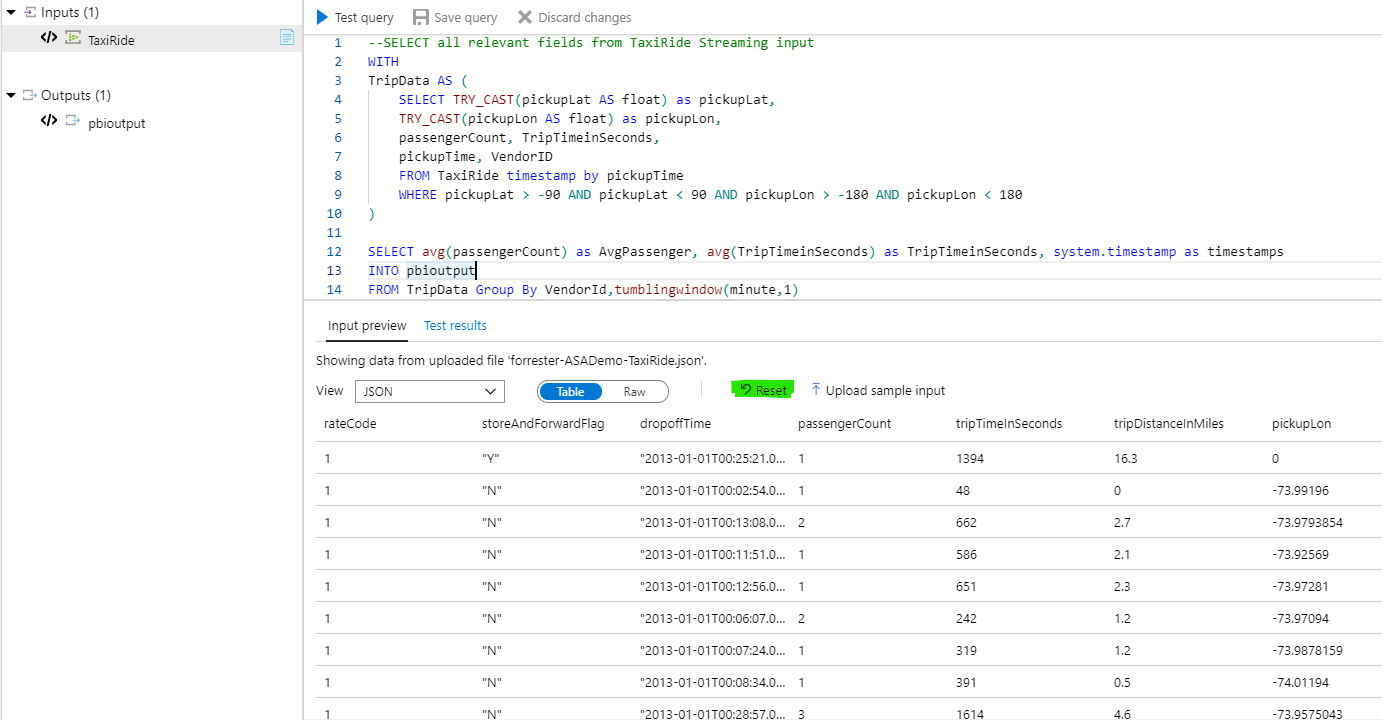 Inputs (1)
</> TaxiRide
Outputs (1)
</> pbioutput
Test query Save query Discard changes
1 --SELECT all relevant fields from TaxiRide Streaming input
2 WITH
3 TripData AS (
4 SELECT TRY_CAST(pickupLat AS float) as pickupLat,
5 TRY_CAST(pickupLon AS float) as pickupLon,
6 passengerCount, TripTimeinSeconds,
7 pickupTime, VendorID
8 FROM TaxiRide timestamp by pickupTime
9 WHERE pickupLat > -90 AND pickupLat < 90 AND pickupLon > -180 AND pickupLon < 180
10 )
11
12 SELECT avg(passengerCount) as AvgPassenger, avg(TripTimeinSeconds) as TripTimeinSeconds, system.timestamp as timestamps
13 INTO pbioutput
14 FROM TripData Group By VendorId,tumblingwindow(minute,1)
Input preview Test results
Showing data from uploaded file 'forrester-ASADemo-TaxiRide.json'.
View JSON Table Raw Reset Upload sample input
rateCode storeAndForwardFlag dropoffTime passengerCount tripTimeInSeconds tripDistanceInMiles pickupLon
1 "Y" "2013-01-01T00:25:21.0... 1 1394 16.3 0
1 "N" "2013-01-01T00:02:54.0... 1 48 0 -73.99196
1 "N" "2013-01-01T00:13:08.0... 2 662 2.7 -73.9793854
1 "N" "2013-01-01T00:11:51.0... 1 586 2.1 -73.92569
1 "N" "2013-01-01T00:12:56.0... 1 651 2.3 -73.97281
1 "N" "2013-01-01T00:06:07.0... 2 242 1.2 -73.97094
1 "N" "2013-01-01T00:07:24.0... 1 319 1.2 -73.9878159
1 "N" "2013-01-01T00:08:34.0... 1 391 0.5 -74.01194
1 "N" "2013-01-01T00:28:57.0... 3 1614 4.6 -73.9575043